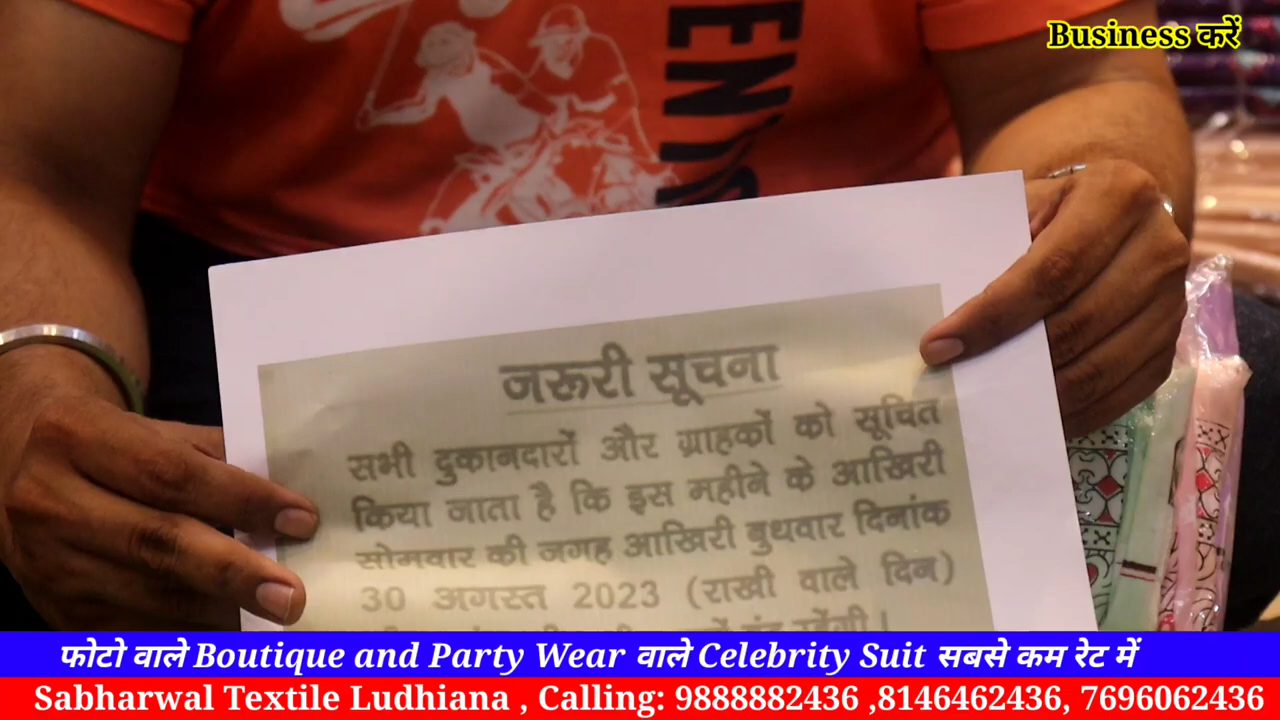 Business करें
ENJO
जरूरी सूचना
सभी दुकानदारों और ग्राहकों को सूचित
किया जाता है कि इस महीने के आखिरी
सोमवार की जगह आखिरी बुधवार दिनांक
30 अगस्त 2023 (राखी वाले दिन)
फोटो वाले Boutique and Party Wear वाले Celebrity Suit सबसे कम रेट में
Sabharwal Textile Ludhiana , Calling: 9888882436 ,8146462436, 7696062436